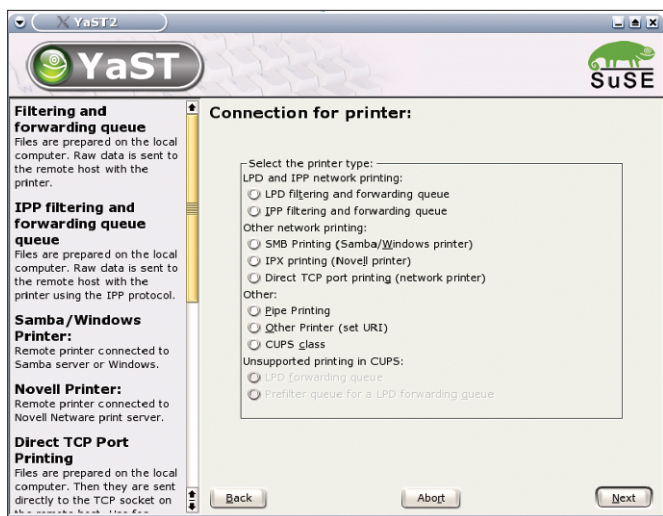 YaST2
YaST
SuSE
Filtering and
forwarding queue
Files are prepared on the local
computer. Raw data is sent to
the remote host with the
printer.
IPP filtering and
forwarding queue
queue
Files are prepared on the local
computer. Raw data is sent to
the remote host with the
printer using the IPP protocol.
Samba/Windows
Printer:
Remote printer connected to
Samba server or Windows.
Novell Printer:
Remote printer connected to
Novell Netware print server.
Direct TCP Port
Printing
Files are prepared on the local
computer. Then they are sent
directly to the TCP socket on
Connection for printer:
Select the printer type:
LPD and IPP network printing:
LPD filtering and forwarding queue
IPP filtering and forwarding queue
Other network printing:
SMB Printing (Samba/Windows printer)
IPX printing (Novell printer)
Direct TCP port printing (network printer)
Other:
Pipe Printing
Other Printer (set URI)
CUPS class
Unsupported printing in CUPS:
LPD forwarding queue
Prefilter queue for a LPD forwarding queue
Back
Abort
Next